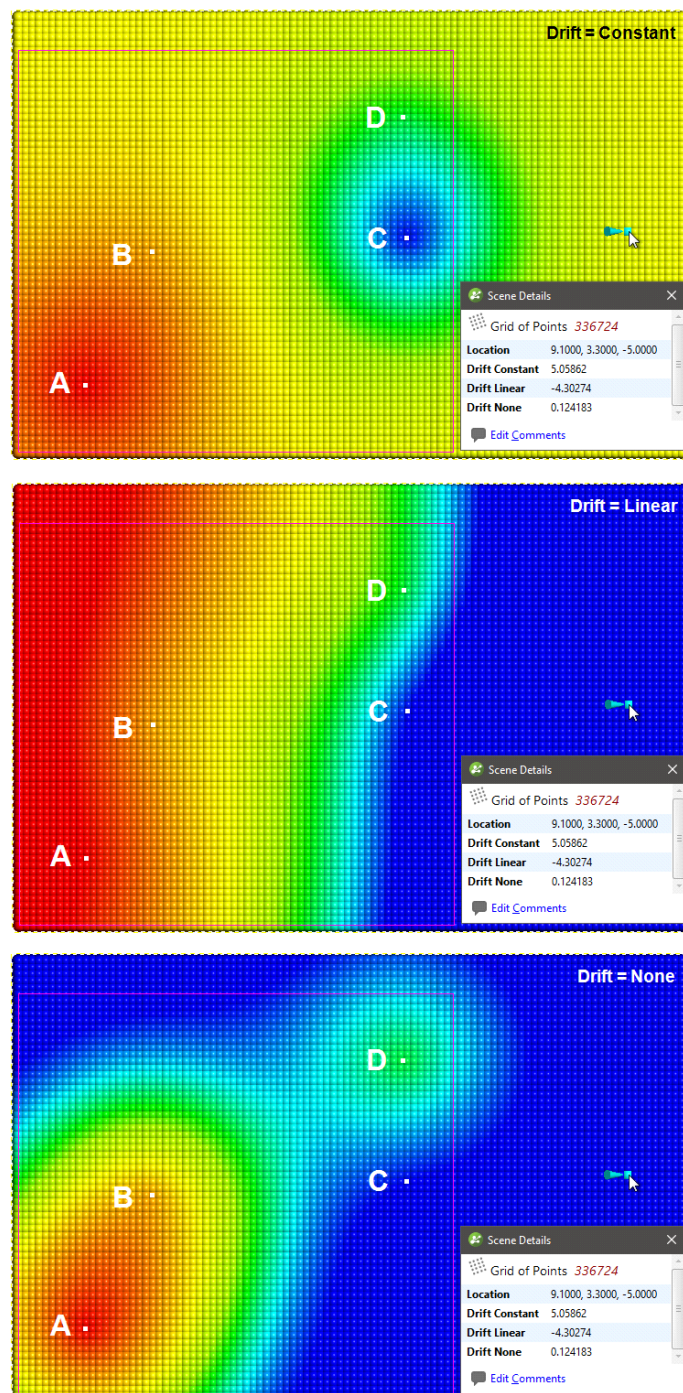 Drift = Constant
D
B
C
A
Scene Details
Grid of Points 336724
Location 9.1000, 3.3000, -5.0000
Drift Constant 5.05862
Drift Linear -4.30274
Drift None 0.124183
Edit Comments
Drift = Linear
D
B
C
A
Scene Details
Grid of Points 336724
Location 9.1000, 3.3000, -5.0000
Drift Constant 5.05862
Drift Linear -4.30274
Drift None 0.124183
Edit Comments
Drift = None
D
C
B
A
Scene Details
Grid of Points 336724
Location 9.1000, 3.3000, -5.0000
Drift Constant 5.05862
Drift Linear -4.30274
Drift None 0.124183
Edit Comments